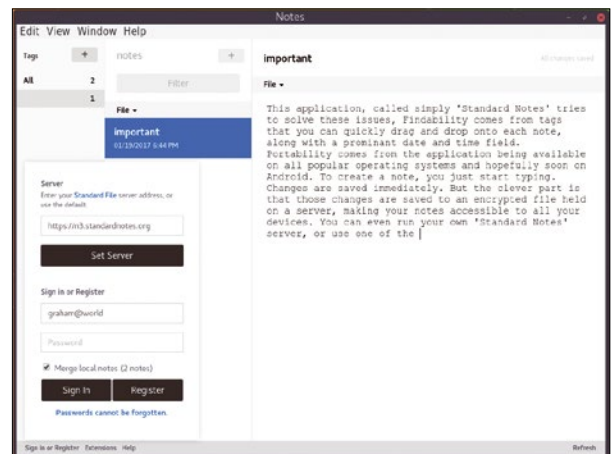 Notes
Edit View Window Help
Tags +
All 2
1
notes +
Filter
File
important
01/19/2017 6:44 PM
Server
Enter your Standard File server address, or
use the default.
https://n3.standardnotes.org
Set Server
Sign in or Register
graham@world
Password
Merge local notes (2 notes)
Sign In Register
Passwords cannot be forgotten.
important
All changes saved
File
This application, called simply 'Standard Notes' tries
to solve these issues, Findability comes from tags
that you can quickly drag and drop onto each note,
along with a prominant date and time field.
Portability comes from the application being available
on all popular operating systems and hopefully soon on
Android. To create a note, you just start typing.
Changes are saved immediately. But the clever part is
that those changes are saved to an encrypted file held
on a server, making your notes accessible to all your
devices. You can even run your own 'Standard Notes'
server, or use one of the
Sign in or Register Extensions Help
Refresh